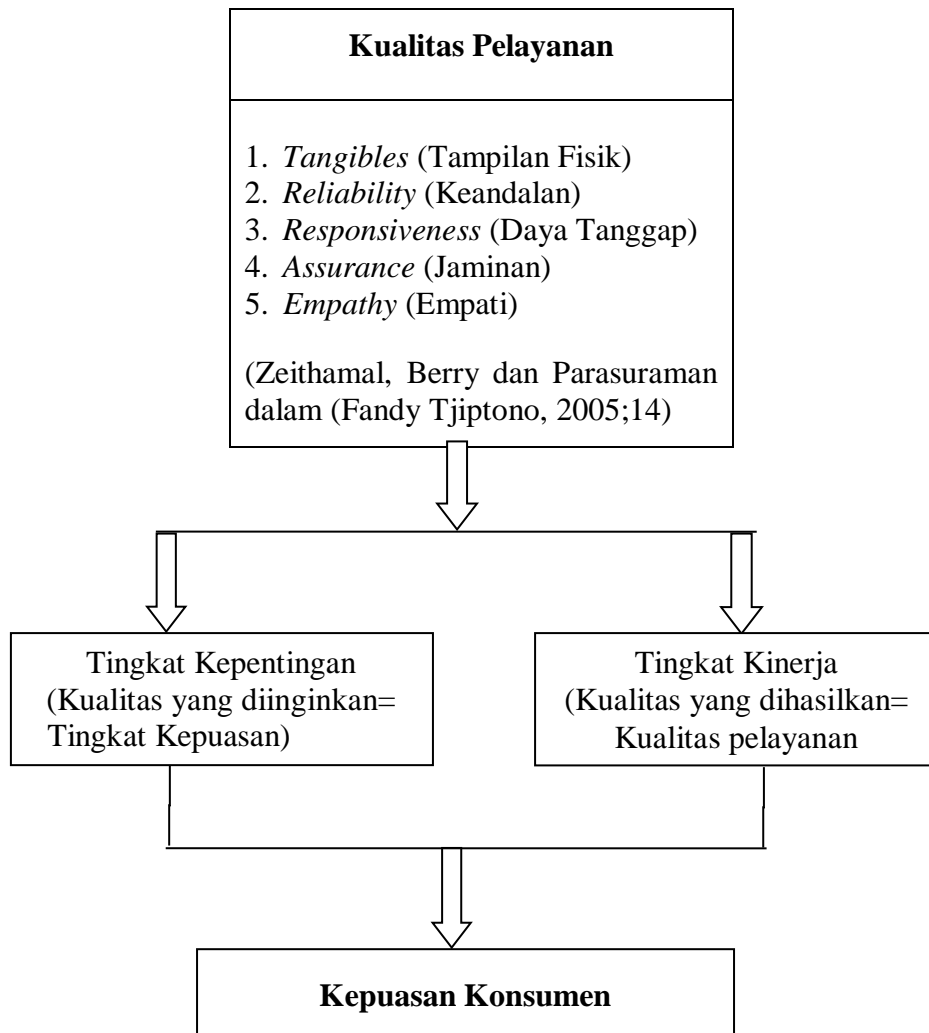 Kualitas Pelayanan
1. Tangibles (Tampilan Fisik)
2. Reliability (Keandalan)
3. Responsiveness (Daya Tanggap)
4. Assurance (Jaminan)
5. Empathy (Empati)
(Zeithamal, Berry dan Parasuraman
dalam (Fandy Tjiptono, 2005;14)
Tingkat Kepentingan
(Kualitas yang diinginkan=
Tingkat Kepuasan)
Tingkat Kinerja
(Kualitas yang dihasilkan=
Kualitas pelayanan
Kepuasan Konsumen